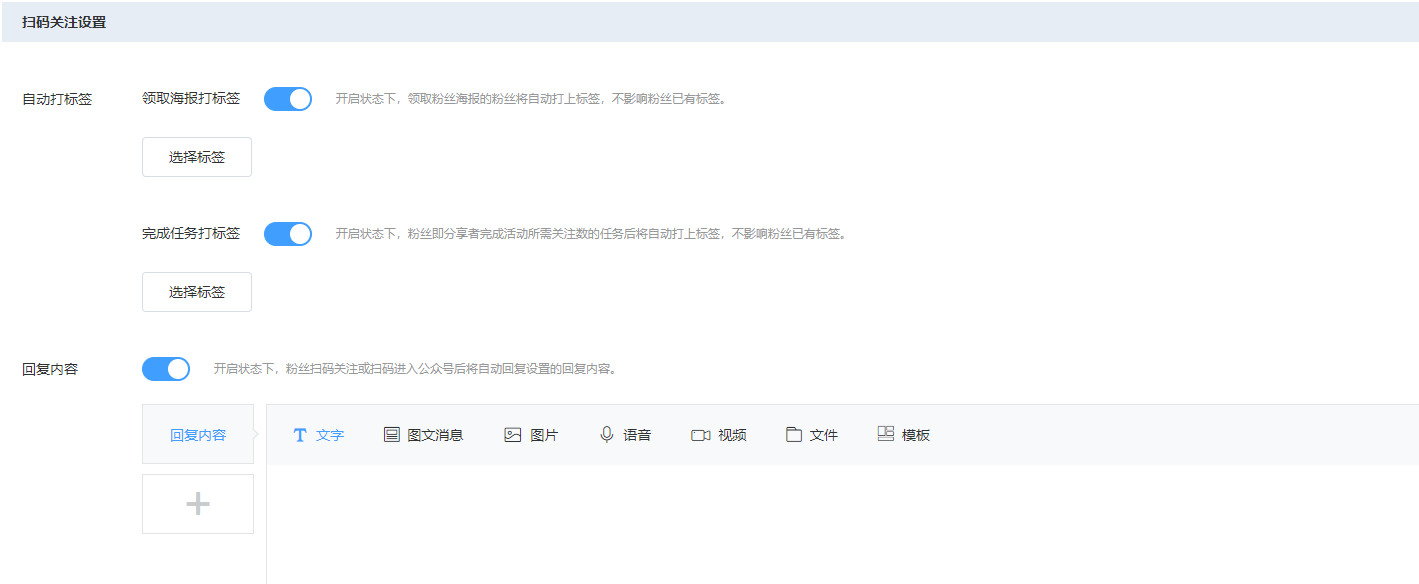 扫码关注设置
自动打标签 领取海报打标签 开启状态下，领取粉丝海报的粉丝将自动打上标签，不影响粉丝已有标签。
选择标签
完成任务打标签 开启状态下，粉丝即分享者完成活动所需关注数的任务后将自动打上标签，不影响粉丝已有标签。
选择标签
回复内容 开启状态下，粉丝扫码关注或扫码进入公众号后将自动回复设置的回复内容。
回复内容 文字 图文消息 图片 语音 视频 文件 模板